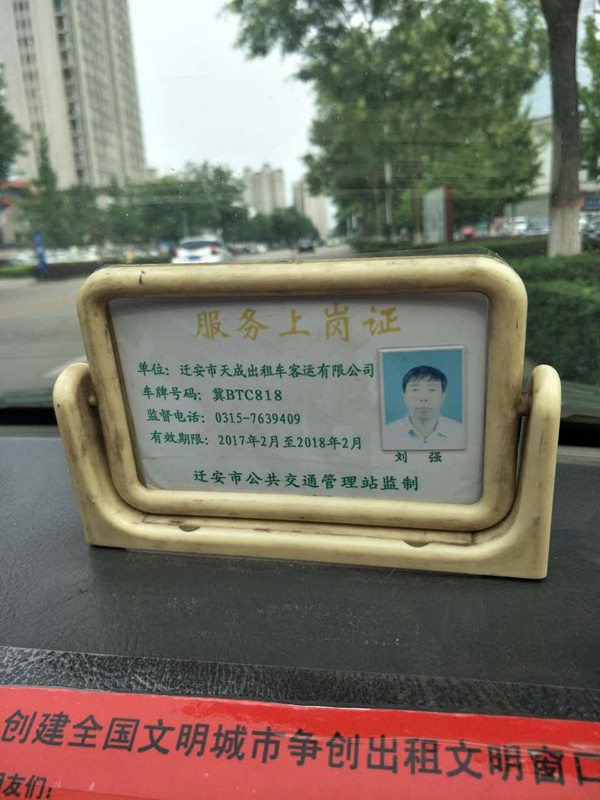 服务上岗证
单位：迁安市天成出租车客运有限公司
车牌号码：冀BTC818
监督电话：0315-7639409
有效期限：2017年2月至2018年2月
刘 强
迁安市公共交通管理站监制
创建全国文明城市争创出租文明窗口
朋友们：